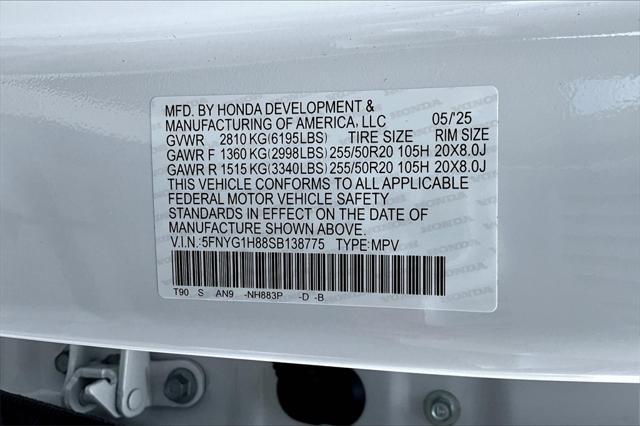 MFD. BY HONDA DEVELOPMENT &
MANUFACTURING OF AMERICA, LLC 05/'25
GVWR 2810 KG(6195LBS) TIRE SIZE RIM SIZE
GAWR F 1360 KG(2998LBS) 255/50R20 105H 20X8.0J
GAWR R 1515 KG(3340LBS) 255/50R20 105H 20X8.0J
THIS VEHICLE CONFORMS TO ALL APPLICABLE
FEDERAL MOTOR VEHICLE SAFETY
STANDARDS IN EFFECT ON THE DATE OF
MANUFACTURE SHOWN ABOVE.
V.I.N.:5FNYG1H88SB138775 TYPE:MPV
T90 S AN9 -NH883P -D -B